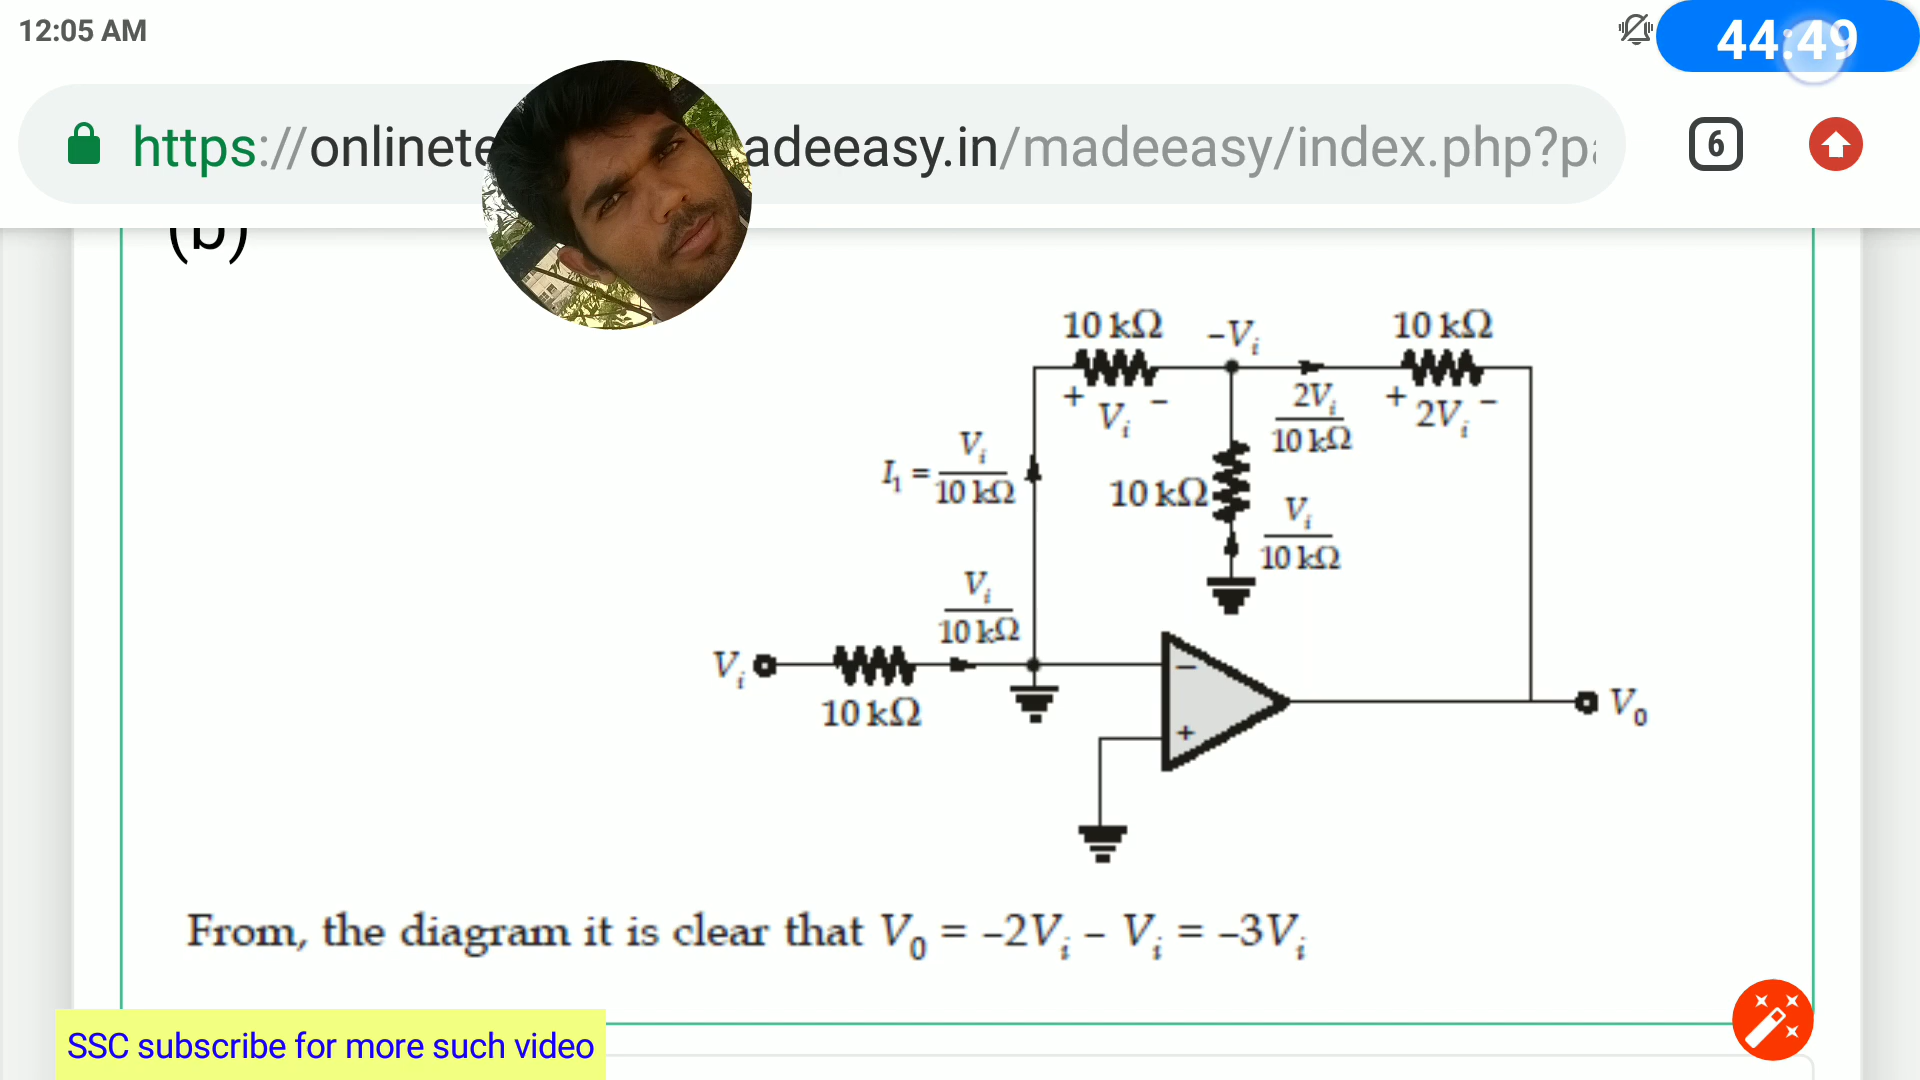 12:05 AM
44:49
https://onlinete adeeasy.in/madeeasy/index.php?pa
6
(b)
10 kΩ
–Vi
10 kΩ
+ Vi –
2Vi
10 kΩ
+ 2Vi –
I1 = Vi
10 kΩ
10 kΩ
Vi
10 kΩ
Vi
10 kΩ
Vi
10 kΩ
–
+
V0
From, the diagram it is clear that V0 = –2Vi – Vi = –3Vi
SSC subscribe for more such video